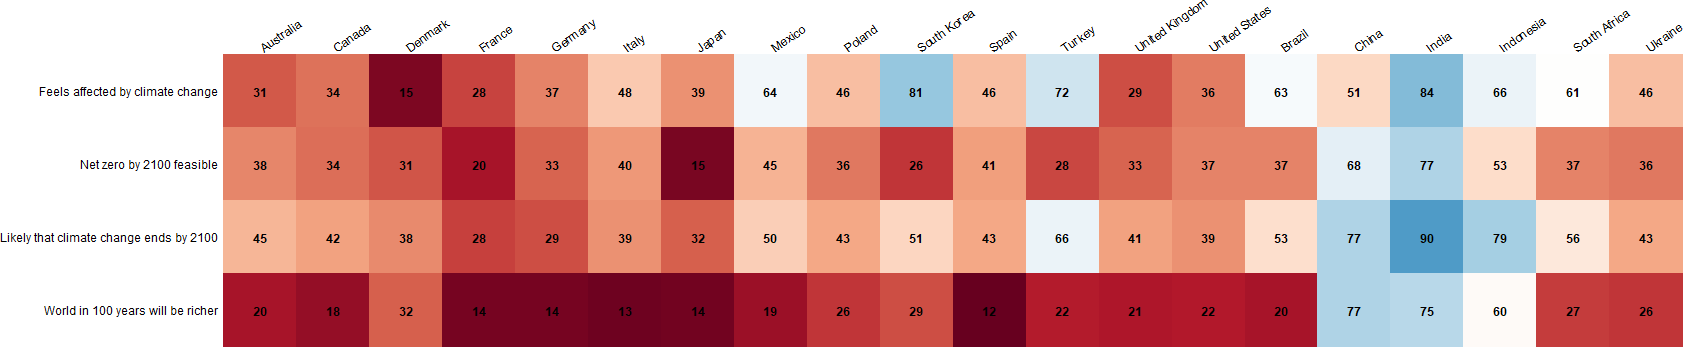 Australia Canada Denmark France Germany Italy Japan Mexico Poland South Korea Spain Turkey United Kingdom United States Brazil China India Indonesia South Africa Ukraine
Feels affected by climate change 31 34 15 28 37 48 39 64 46 81 46 72 29 36 63 51 84 66 61 46
Net zero by 2100 feasible 38 34 31 20 33 40 15 45 36 26 41 28 33 37 37 68 77 53 37 36
Likely that climate change ends by 2100 45 42 38 28 29 39 32 50 43 51 43 66 41 39 53 77 90 79 56 43
World in 100 years will be richer 20 18 32 14 14 13 14 19 26 29 12 22 21 22 20 77 75 60 27 26